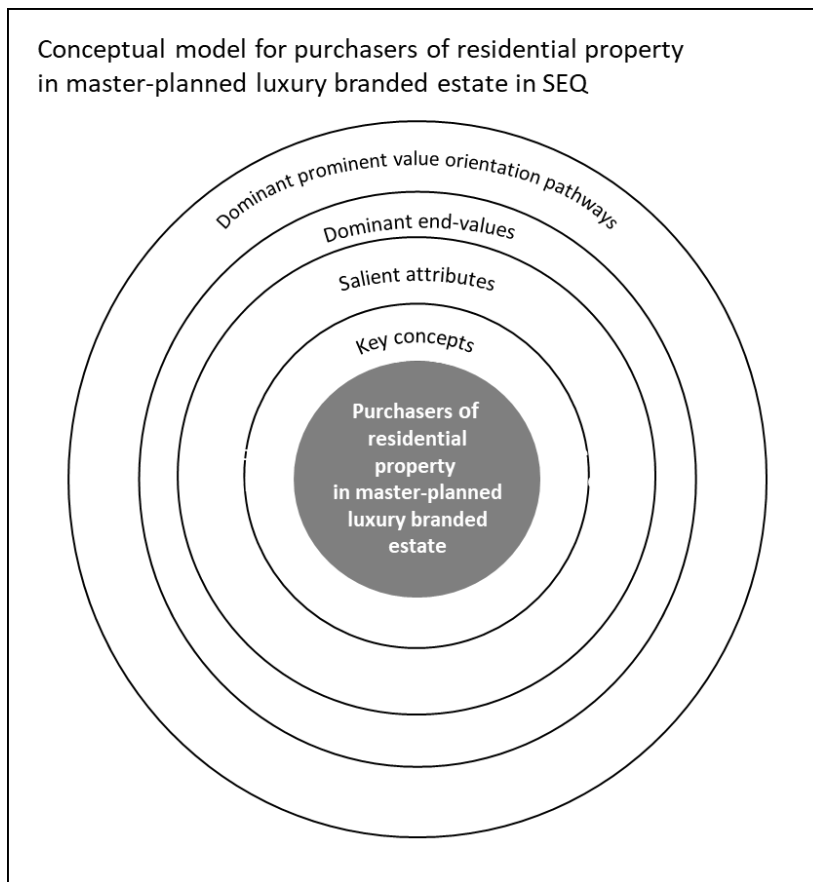 Conceptual model for purchasers of residential property
in master-planned luxury branded estate in SEQ
Dominant prominent value orientation pathways
Dominant end-values
Salient attributes
Key concepts
Purchasers of
residential
property
in master-planned
luxury branded
estate